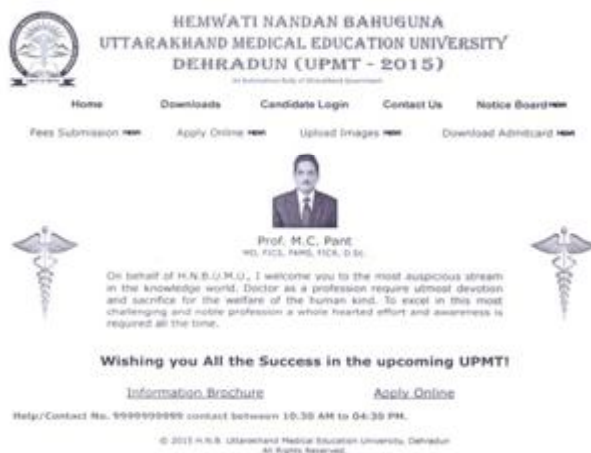 HEMWATI NANDAN BAHUGUNA
UTTARAKHAND MEDICAL EDUCATION UNIVERSITY
DEHRADUN (UPMT - 2015)
Home Downloads Candidate Login Contact Us Notice Board
Fees Submission Apply Online Upload Images Download Admitcard
Prof. M.C. Pant
MD, FICS, FAMS, FICR, D.Sc.
On behalf of H.N.B.U.M.U., I welcome you to the most auspicious stream
in the knowledge world. Doctor as a profession require utmost devotion
and sacrifice for the welfare of the human kind. To excel in this most
challenging and noble profession a whole hearted effort and awareness is
required all the time.
Wishing you All the Success in the upcoming UPMT!
Information Brochure Apply Online
Help/Contact No. 9999999999 contact between 10.30 AM to 04:30 PM.
© 2015 H.N.B. Uttarakhand Medical Education University, Dehradun
All Rights Reserved.